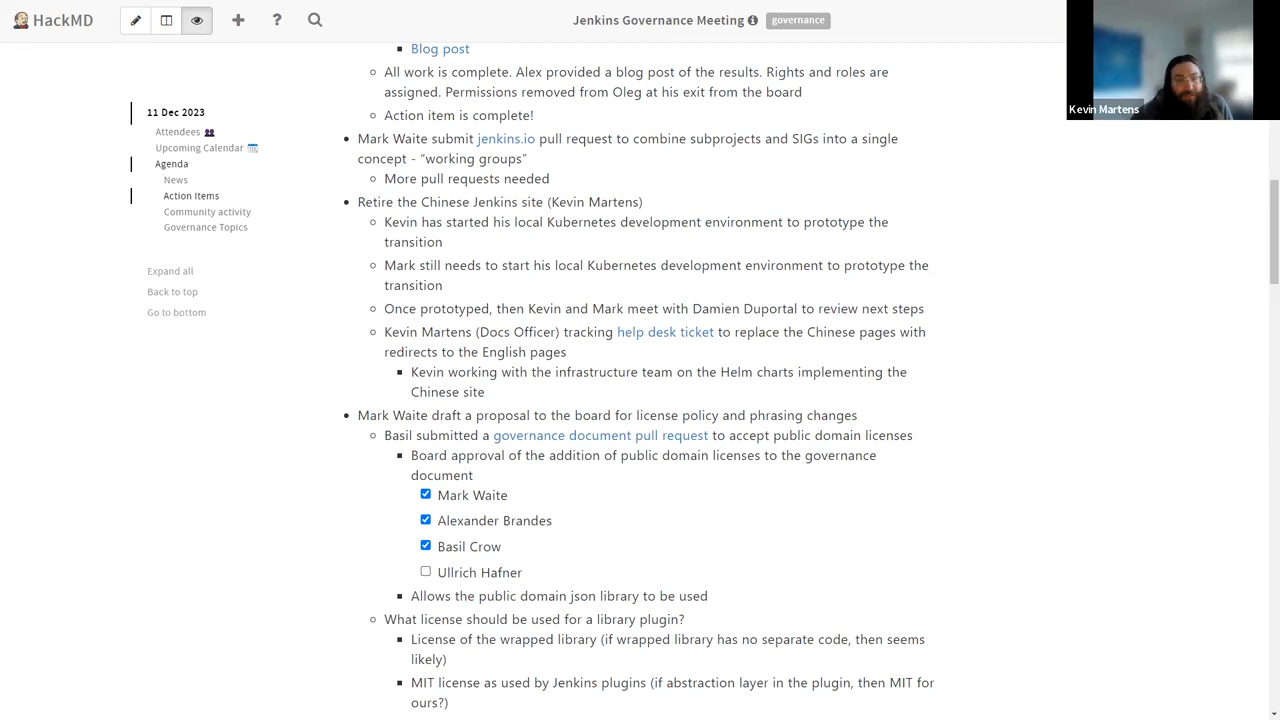 HackMD
Jenkins Governance Meeting
governance
Kevin Martens
11 Dec 2023
Attendees
Upcoming Calendar
Agenda
News
Action Items
Community activity
Governance Topics
Expand all
Back to top
Go to bottom
Blog post
All work is complete. Alex provided a blog post of the results. Rights and roles are
assigned. Permissions removed from Oleg at his exit from the board
Action item is complete!
Mark Waite submit jenkins.io pull request to combine subprojects and SIGs into a single
concept - “working groups”
More pull requests needed
Retire the Chinese Jenkins site (Kevin Martens)
Kevin has started his local Kubernetes development environment to prototype the
transition
Mark still needs to start his local Kubernetes development environment to prototype the
transition
Once prototyped, then Kevin and Mark meet with Damien Duportal to review next steps
Kevin Martens (Docs Officer) tracking help desk ticket to replace the Chinese pages with
redirects to the English pages
Kevin working with the infrastructure team on the Helm charts implementing the
Chinese site
Mark Waite draft a proposal to the board for license policy and phrasing changes
Basil submitted a governance document pull request to accept public domain licenses
Board approval of the addition of public domain licenses to the governance
document
Mark Waite
Alexander Brandes
Basil Crow
Ullrich Hafner
Allows the public domain json library to be used
What license should be used for a library plugin?
License of the wrapped library (if wrapped library has no separate code, then seems
likely)
MIT license as used by Jenkins plugins (if abstraction layer in the plugin, then MIT for
ours?)